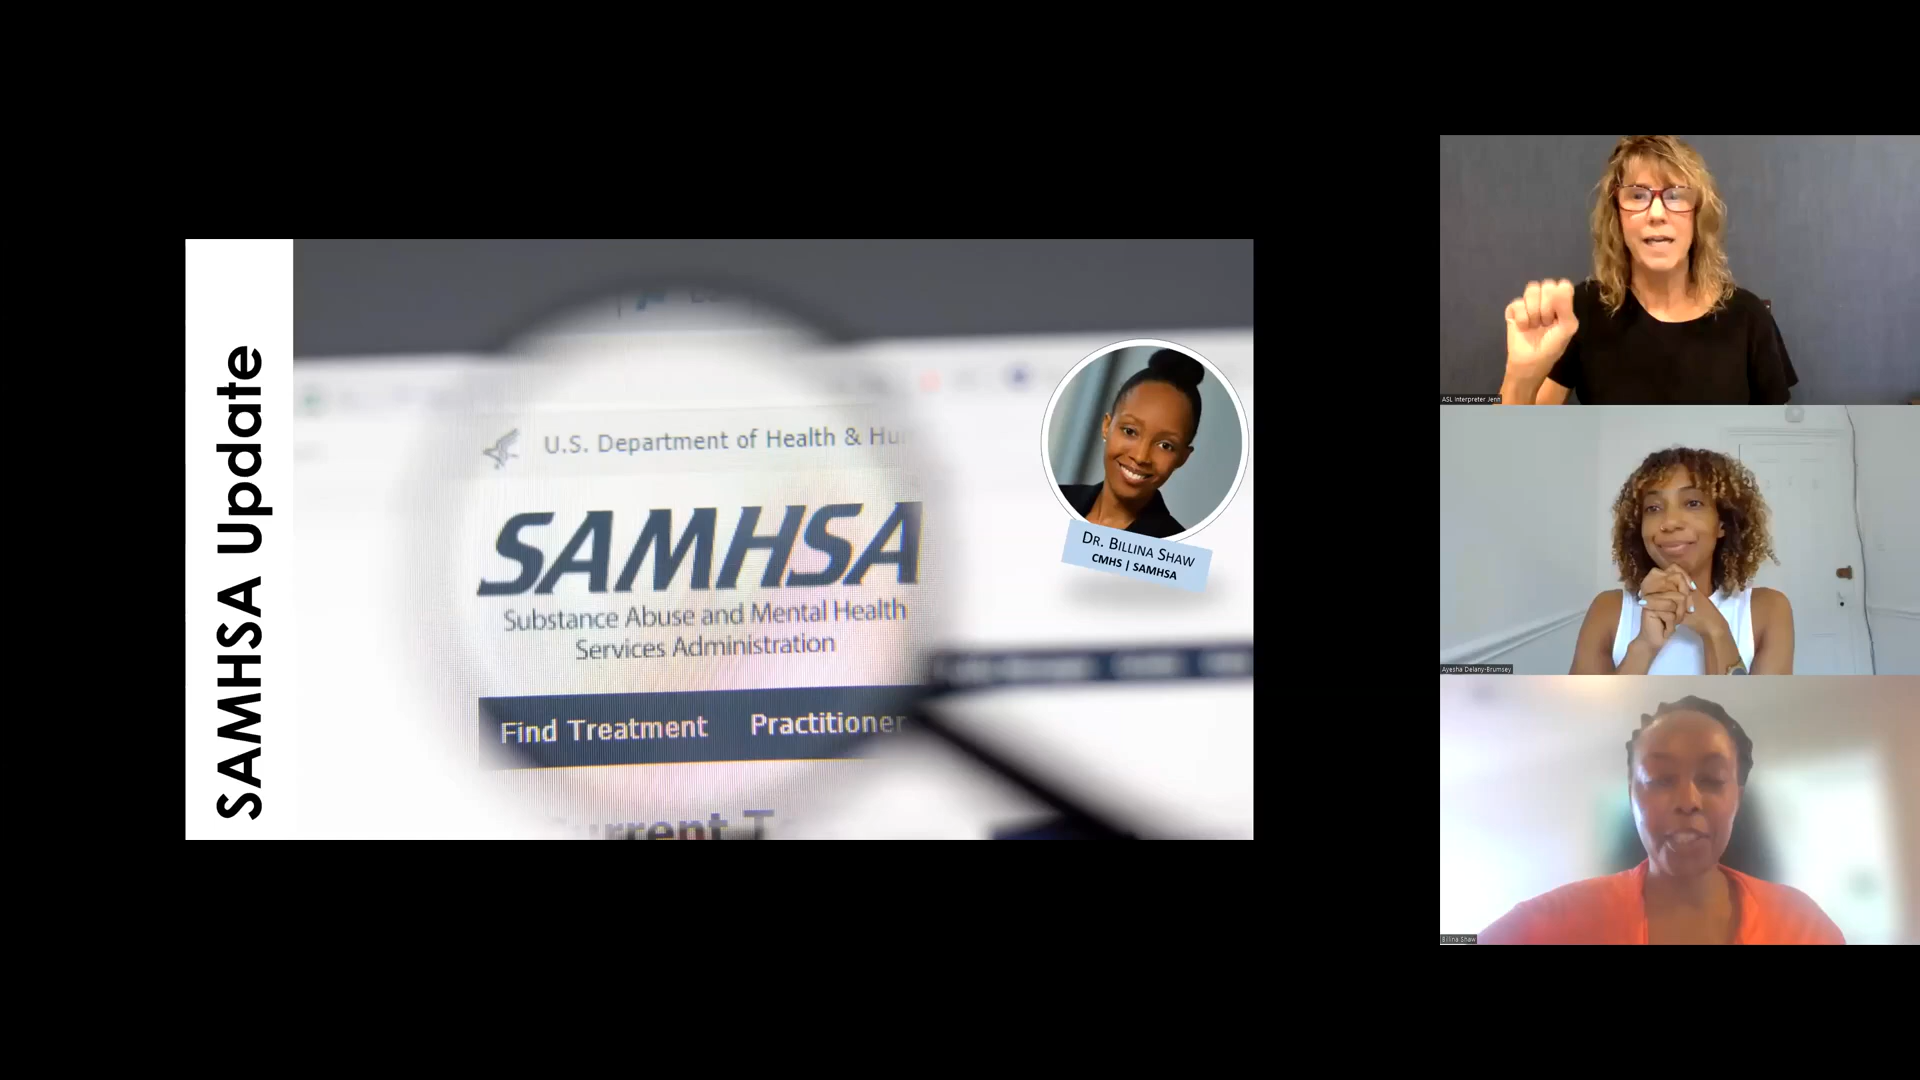 SAMHSA Update
U.S. Department of Health & Hu
SAMHSA
Substance Abuse and Mental Health
Services Administration
Find Treatment Practitioner
Current T
DR. BILLINA SHAW
CMHS | SAMHSA
ASL Interpreter Jenn
Ayesha Delany-Brumsey
Billina Shaw